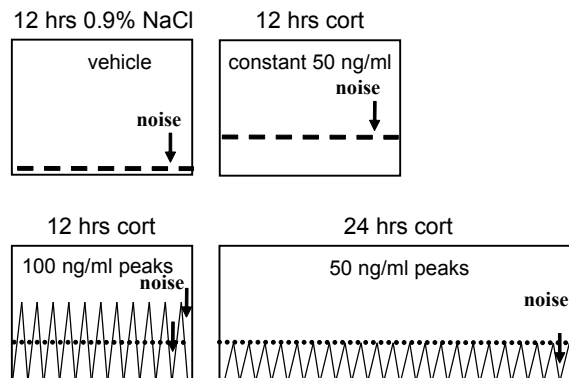 12 hrs 0.9% NaCl
vehicle
noise
12 hrs cort
constant 50 ng/ml
noise
12 hrs cort
100 ng/ml peaks
noise
24 hrs cort
50 ng/ml peaks
noise